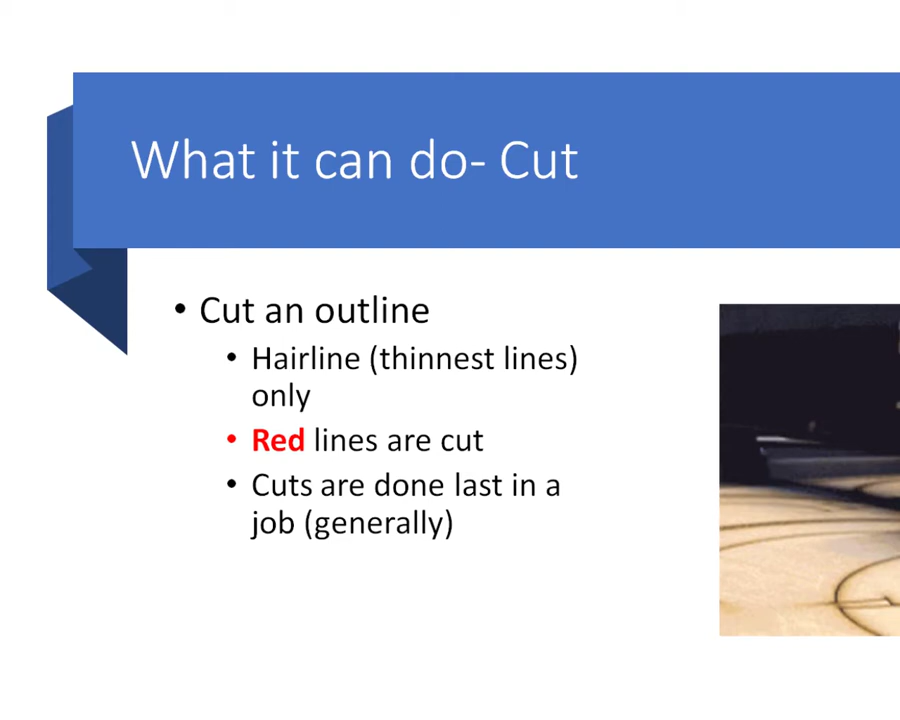 What it can do- Cut
• Cut an outline
• Hairline (thinnest lines)
only
• Red lines are cut
• Cuts are done last in a
job (generally)